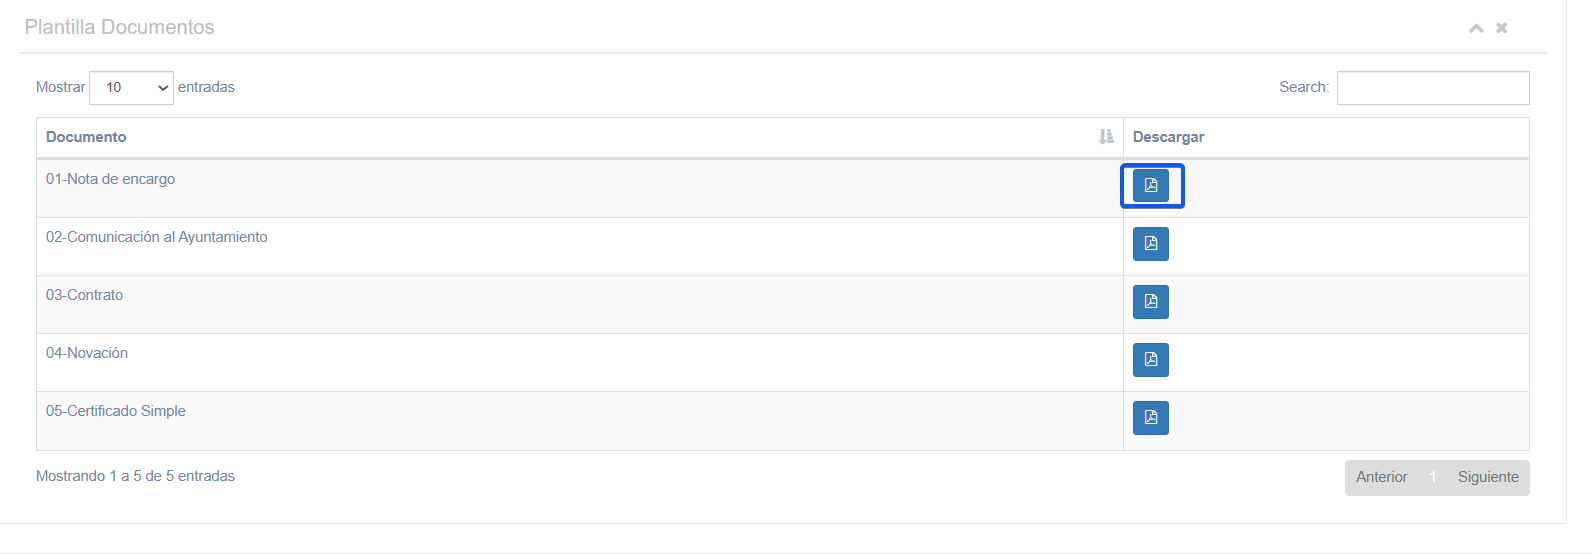 Plantilla Documentos
Mostrar 10 entradas
Search:
Documento Descargar
01-Nota de encargo
02-Comunicación al Ayuntamiento
03-Contrato
04-Novación
05-Certificado Simple
Mostrando 1 a 5 de 5 entradas
Anterior 1 Siguiente